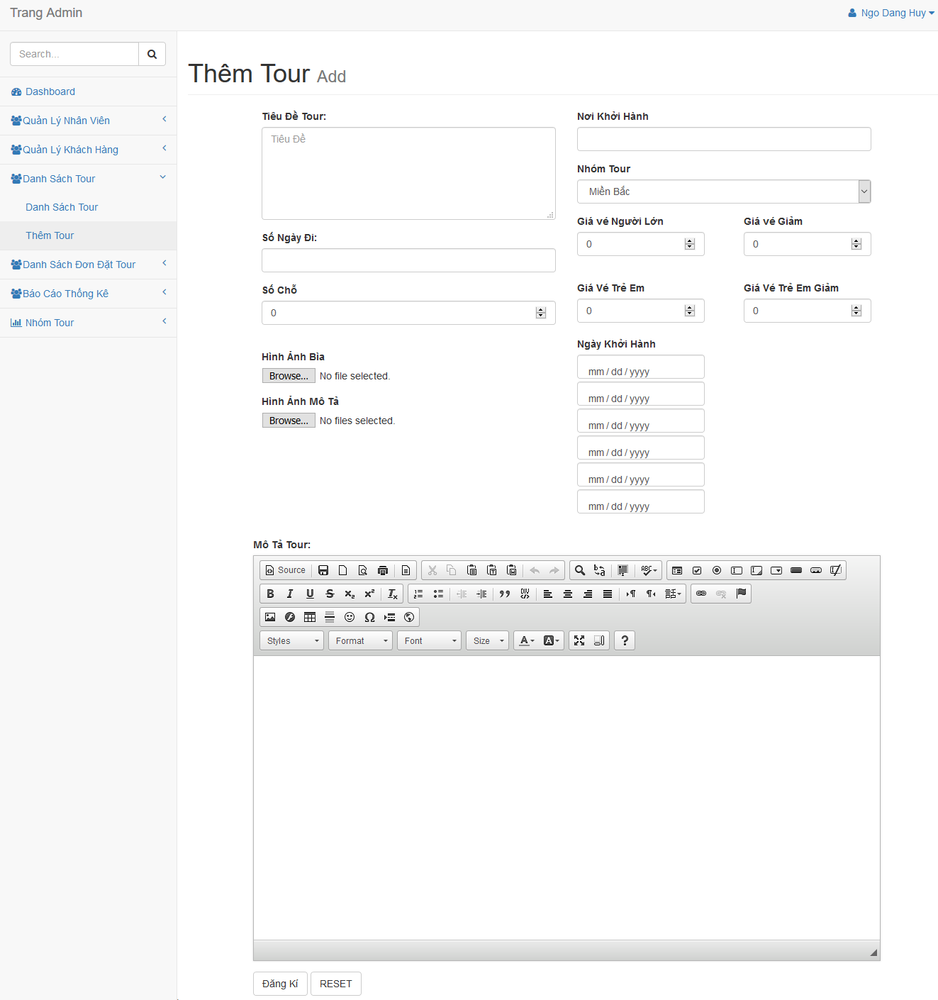 Trang Admin
Ngo Dang Huy
Search...
Dashboard
Quản Lý Nhân Viên
Quản Lý Khách Hàng
Danh Sách Tour
Danh Sách Tour
Thêm Tour
Danh Sách Đơn Đặt Tour
Báo Cáo Thống Kê
Nhóm Tour
Thêm Tour Add
Tiêu Đề Tour:
Tiêu Đề
Số Ngày Đi:
Số Chỗ
0
Hình Ảnh Bìa
Browse... No file selected.
Hình Ảnh Mô Tả
Browse... No files selected.
Nơi Khởi Hành
Nhóm Tour
Miền Bắc
Giá vé Người Lớn
0
Giá vé Giảm
0
Giá Vé Trẻ Em
0
Giá Vé Trẻ Em Giảm
0
Ngày Khởi Hành
mm / dd / yyyy
mm / dd / yyyy
mm / dd / yyyy
mm / dd / yyyy
mm / dd / yyyy
mm / dd / yyyy
Mô Tả Tour:
Source
Styles Format Font Size
Đăng Kí RESET